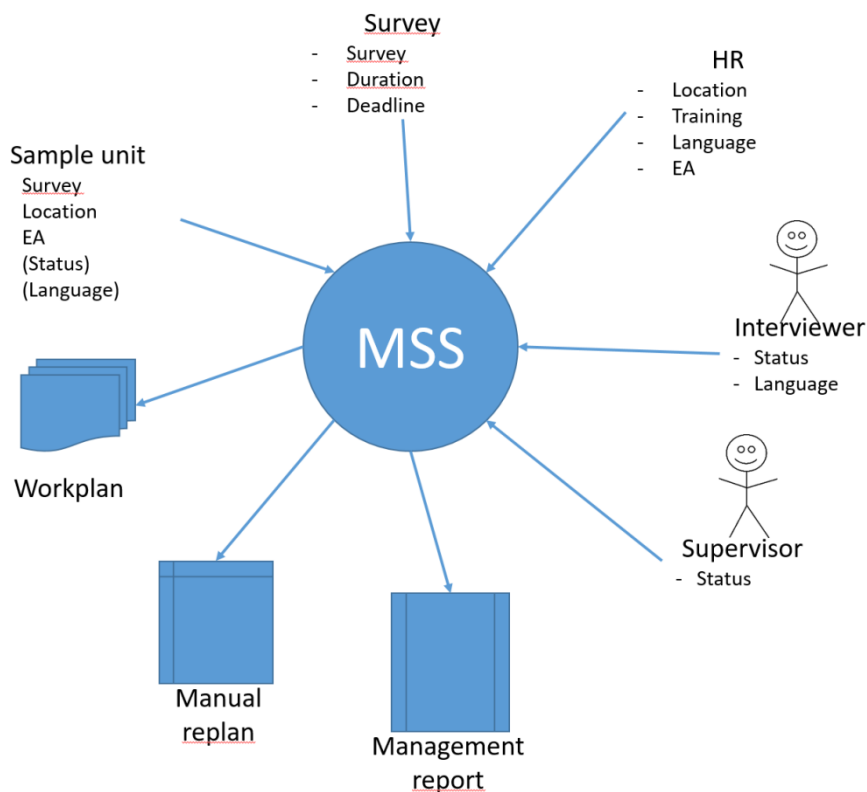 Survey
- Survey
- Duration
- Deadline
HR
- Location
- Training
- Language
- EA
Sample unit
Survey
Location
EA
(Status)
(Language)
MSS
Interviewer
- Status
- Language
Workplan
Supervisor
- Status
Manual
replan
Management
report